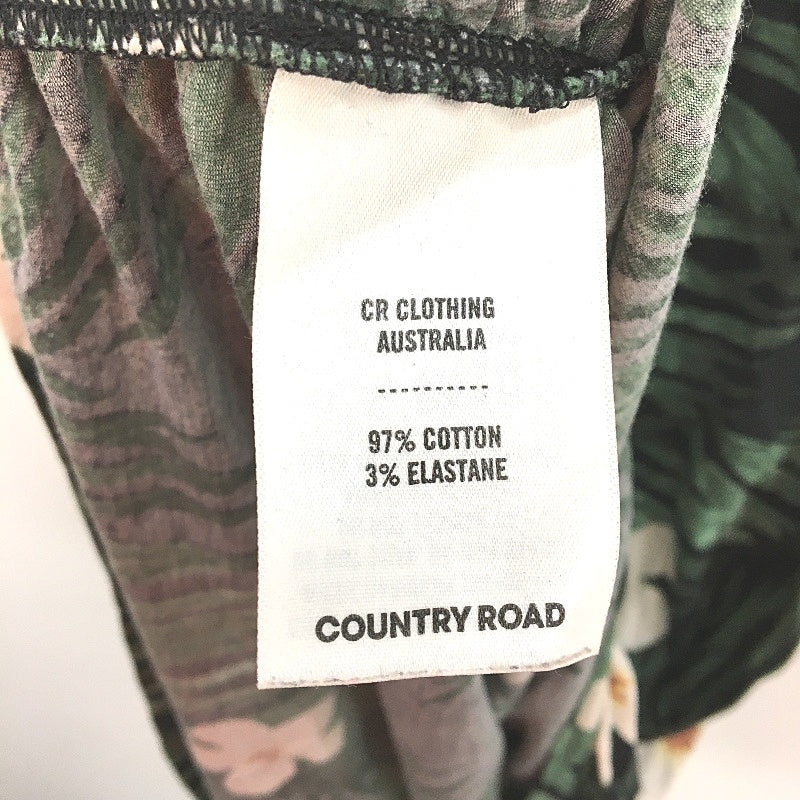 CR CLOTHING
AUSTRALIA
----------
97% COTTON
3% ELASTANE
COUNTRY ROAD